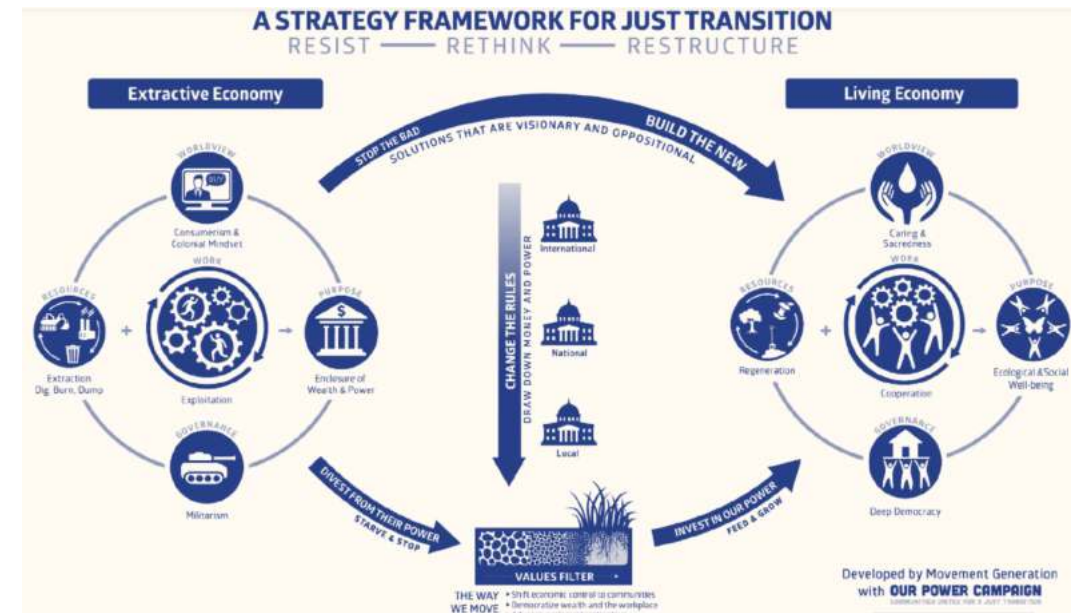 A STRATEGY FRAMEWORK FOR JUST TRANSITION
RESIST — RETHINK — RESTRUCTURE
Extractive Economy
WORLDVIEW
BUY
Consumerism &
Colonial Mindset
RESOURCES
Extraction
Dig, Burn, Dump
+
WORK
Exploitation
PURPOSE
$
Enclosure of
Wealth & Power
GOVERNANCE
Militarism
STOP THE BAD
BUILD THE NEW
SOLUTIONS THAT ARE VISIONARY AND OPPOSITIONAL
CHANGE THE RULES
DRAW DOWN MONEY AND POWER
International
National
Local
DIVEST FROM THEIR POWER
STARVE & STOP
INVEST IN OUR POWER
FEED & GROW
VALUES FILTER
THE WAY
WE MOVE
• Shift economic control to communities
• Democratize wealth and the workplace
Living Economy
WORLDVIEW
Caring &
Sacredness
RESOURCES
Regeneration
+
WORK
Cooperation
PURPOSE
Ecological & Social
Well-being
GOVERNANCE
Deep Democracy
Developed by Movement Generation
with OUR POWER CAMPAIGN
COMMUNITIES UNITED FOR A JUST TRANSITION